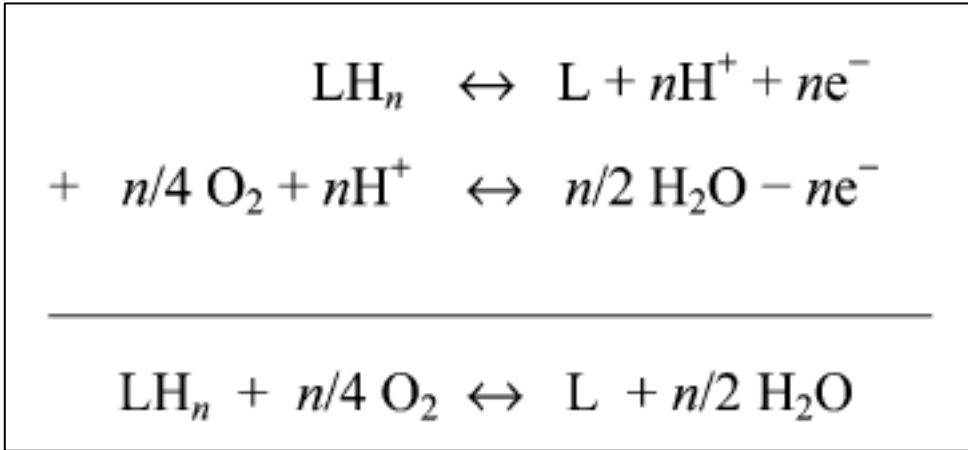 LHₙ ↔ L + nH⁺ + ne⁻
+ n/4 O₂ + nH⁺ ↔ n/2 H₂O − ne⁻
LHₙ + n/4 O₂ ↔ L + n/2 H₂O